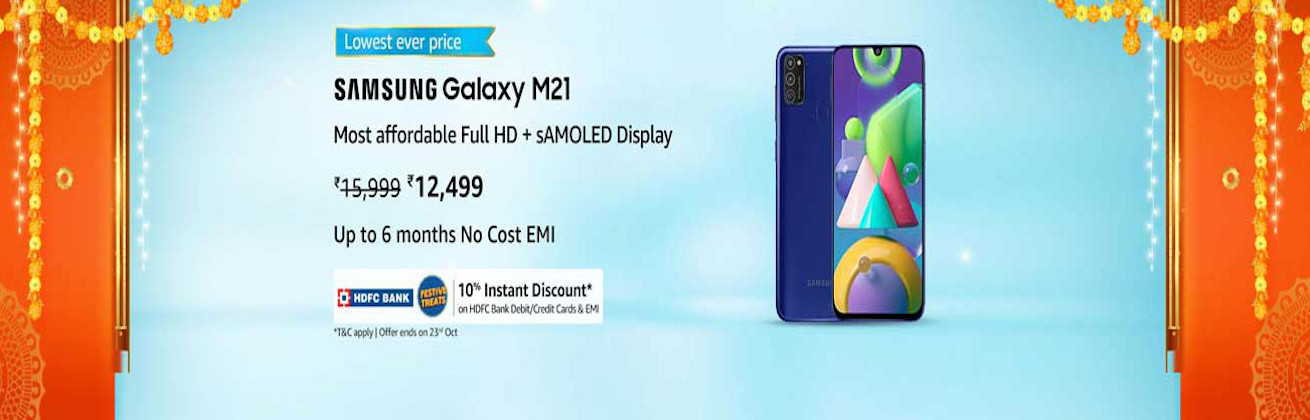 Lowest ever price
SAMSUNG Galaxy M21
Most affordable Full HD + sAMOLED Display
₹15,999 ₹12,499
Up to 6 months No Cost EMI
HDFC BANK
FESTIVE
TREATS
10% Instant Discount*
on HDFC Bank Debit/Credit Cards & EMI
*T&C apply | Offer ends on 23rd Oct
SAMSU